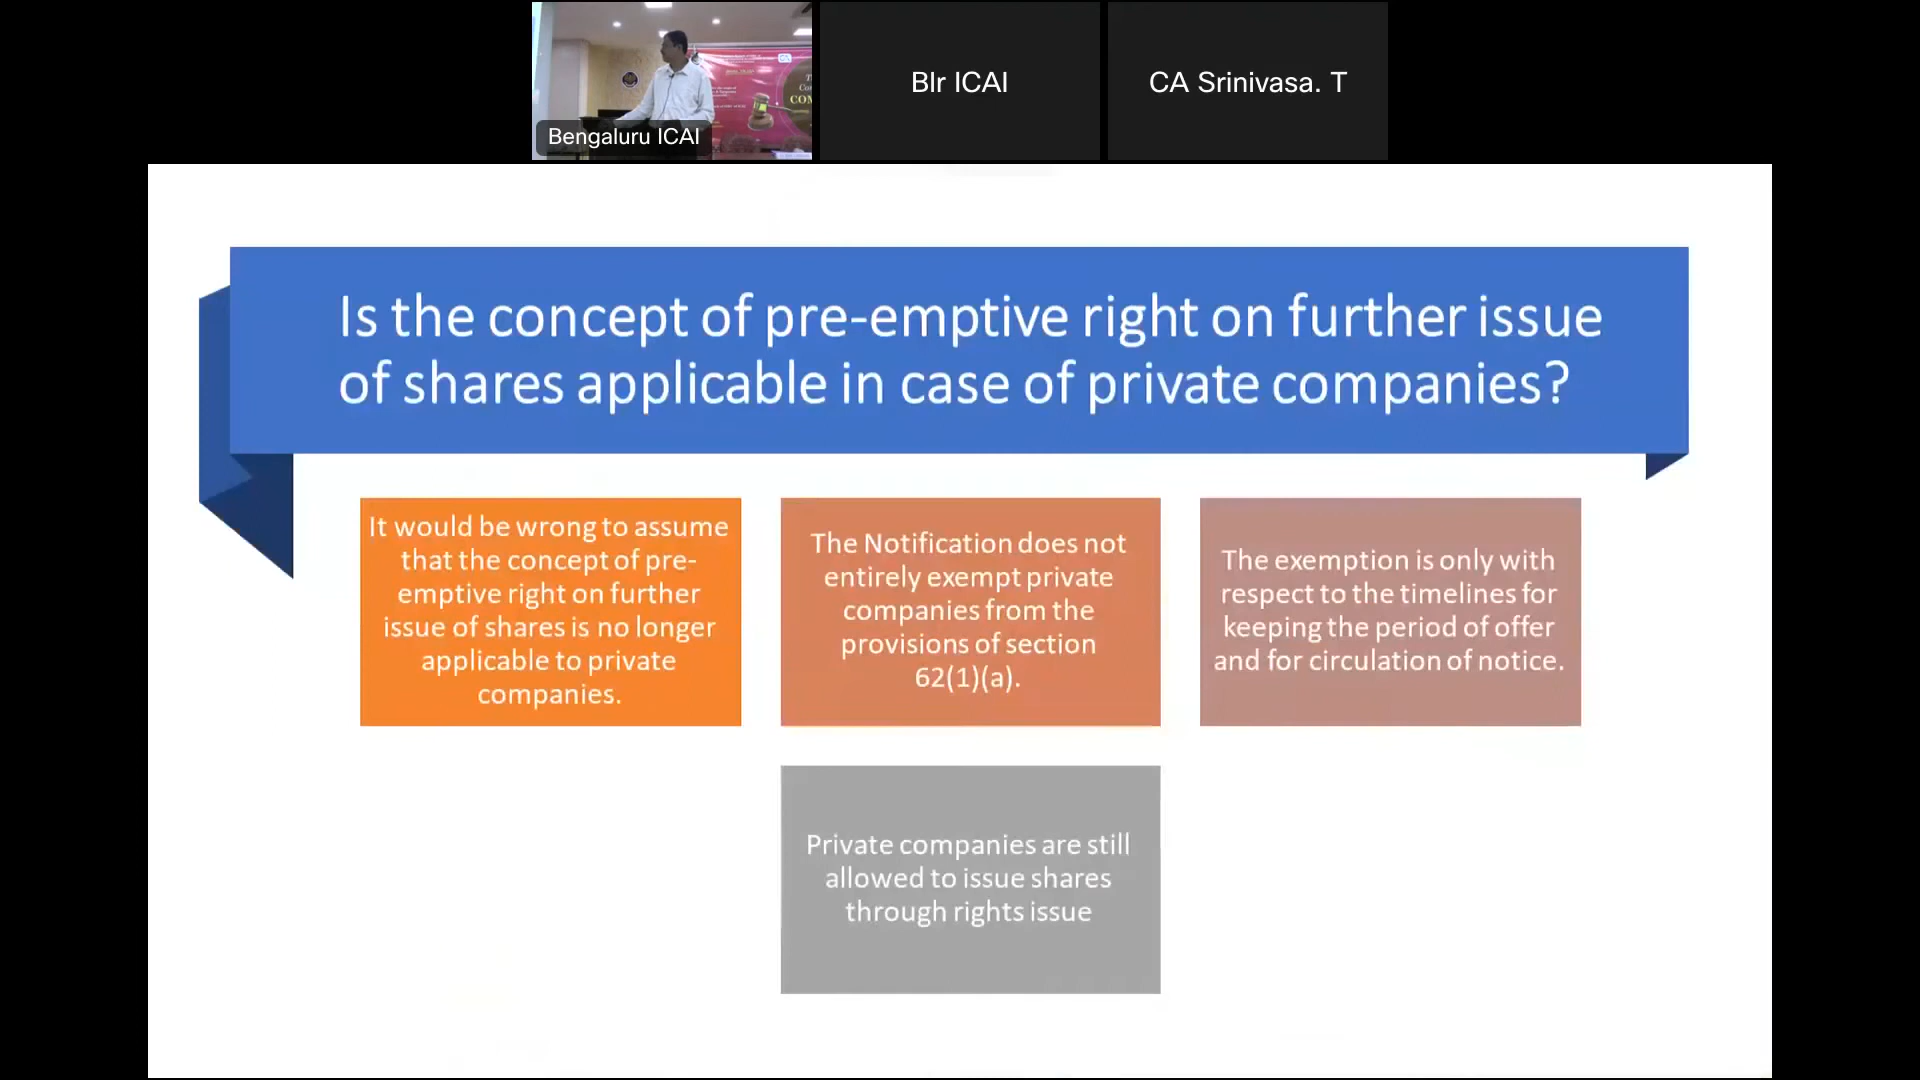 Bengaluru ICAI
Blr ICAI
CA Srinivasa. T
Is the concept of pre-emptive right on further issue
of shares applicable in case of private companies?
It would be wrong to assume
that the concept of pre-
emptive right on further
issue of shares is no longer
applicable to private
companies.
The Notification does not
entirely exempt private
companies from the
provisions of section
62(1)(a).
The exemption is only with
respect to the timelines for
keeping the period of offer
and for circulation of notice.
Private companies are still
allowed to issue shares
through rights issue